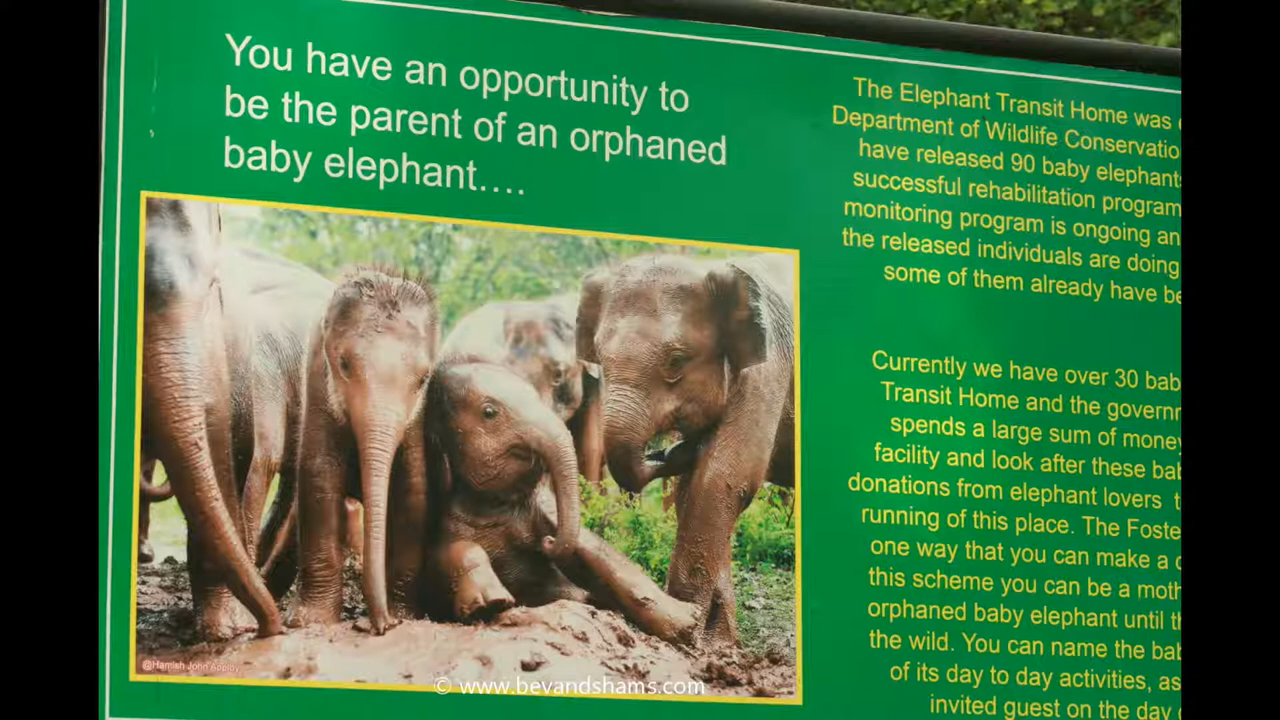 You have an opportunity to
be the parent of an orphaned
baby elephant....
The Elephant Transit Home was
Department of Wildlife Conservatio
have released 90 baby elephants
successful rehabilitation program
monitoring program is ongoing an
the released individuals are doing
some of them already have be
Currently we have over 30 bab
Transit Home and the governm
spends a large sum of money
facility and look after these bab
donations from elephant lovers t
running of this place. The Foste
one way that you can make a d
this scheme you can be a moth
orphaned baby elephant until th
the wild. You can name the bab
of its day to day activities, as
invited guest on the day
@Hamish John Appleby
© www.bevandshams.com